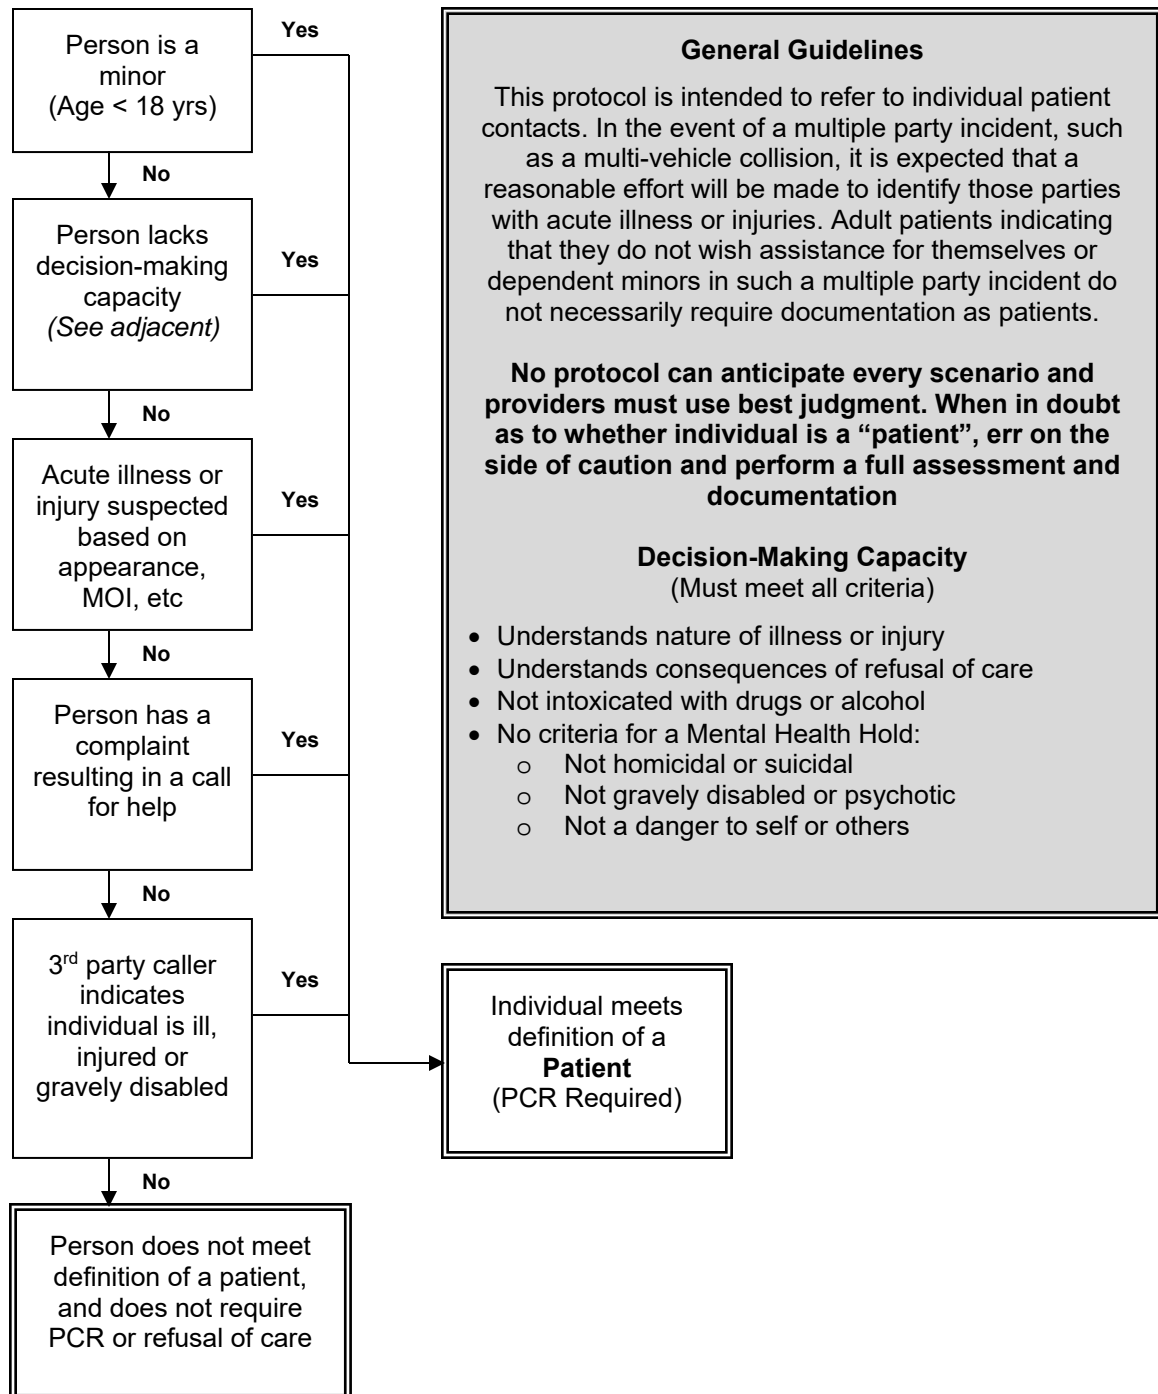 Person is a
minor
(Age < 18 yrs)
Yes
No
Person lacks
decision-making
capacity
(See adjacent)
Yes
No
Acute illness or
injury suspected
based on
appearance,
MOI, etc
Yes
No
Person has a
complaint
resulting in a call
for help
Yes
No
3rd party caller
indicates
individual is ill,
injured or
gravely disabled
Yes
No
Person does not meet
definition of a patient,
and does not require
PCR or refusal of care
General Guidelines
This protocol is intended to refer to individual patient
contacts. In the event of a multiple party incident, such
as a multi-vehicle collision, it is expected that a
reasonable effort will be made to identify those parties
with acute illness or injuries. Adult patients indicating
that they do not wish assistance for themselves or
dependent minors in such a multiple party incident do
not necessarily require documentation as patients.
No protocol can anticipate every scenario and
providers must use best judgment. When in doubt
as to whether individual is a “patient”, err on the
side of caution and perform a full assessment and
documentation
Decision-Making Capacity
(Must meet all criteria)
• Understands nature of illness or injury
• Understands consequences of refusal of care
• Not intoxicated with drugs or alcohol
• No criteria for a Mental Health Hold:
o Not homicidal or suicidal
o Not gravely disabled or psychotic
o Not a danger to self or others
Individual meets
definition of a
Patient
(PCR Required)